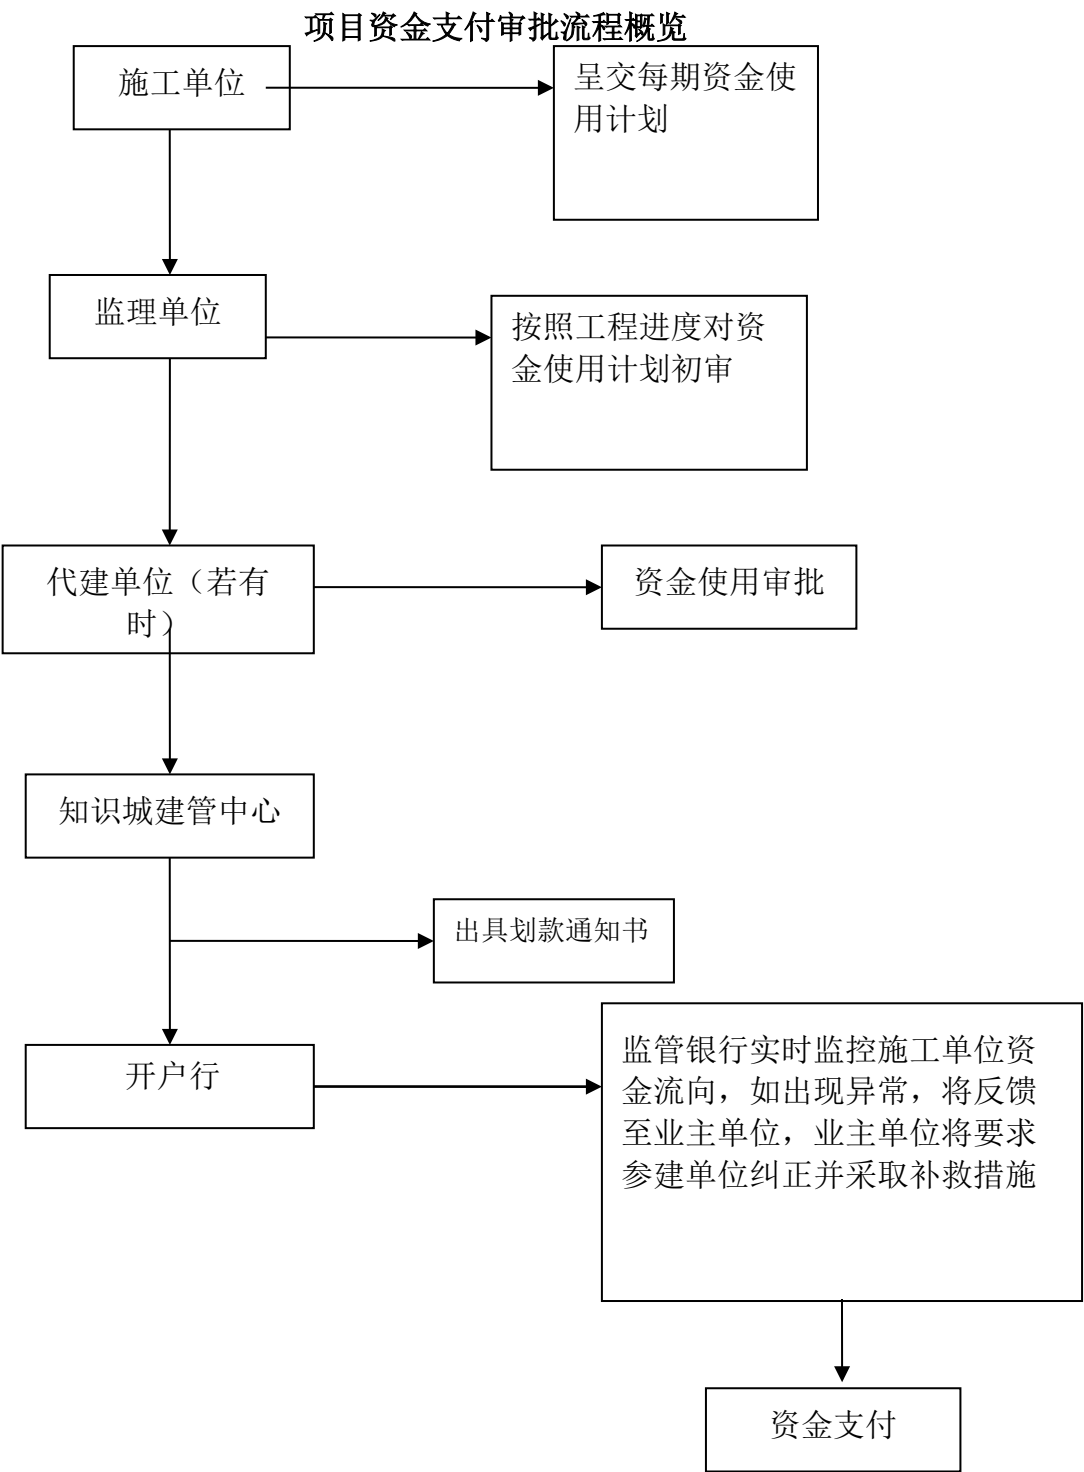 项目资金支付审批流程概览
施工单位
呈交每期资金使
用计划
监理单位
按照工程进度对资
金使用计划初审
代建单位（若有
时）
资金使用审批
知识城建管中心
出具划款通知书
开户行
监管银行实时监控施工单位资
金流向，如出现异常，将反馈
至业主单位，业主单位将要求
参建单位纠正并采取补救措施
资金支付